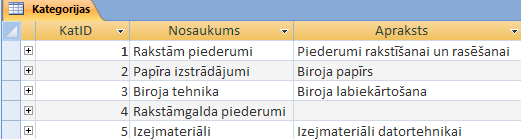 Kategorijas
KatID Nosaukums Apraksts
1 Rakstām piederumi Piederumi rakstīšanai un rasēšanai
2 Papīra izstrādājumi Biroja papīrs
3 Biroja tehnika Biroja labiekārtošana
4 Rakstāmgalda piederumi
5 Izejmateriāli Izejmateriāli datortehnikai